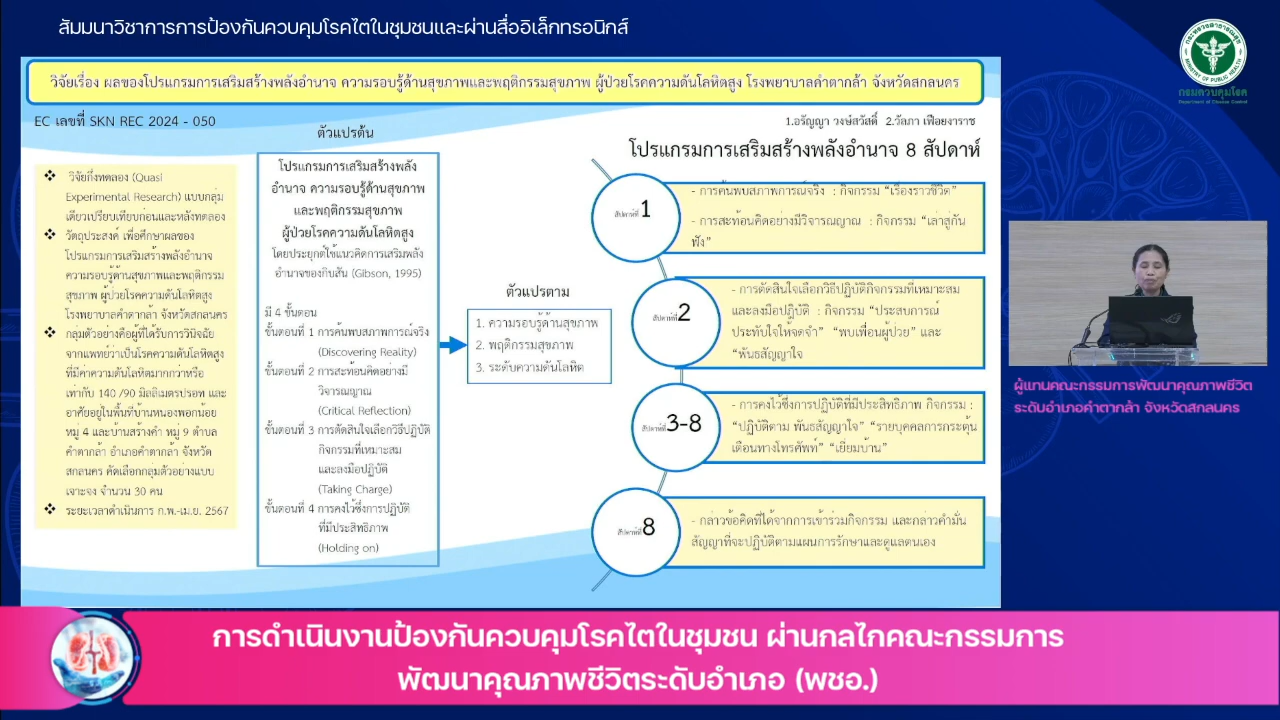 สัมมนาวิชาการการป้องกันควบคุมโรคไตในชุมชนและผ่านสื่ออิเล็กทรอนิกส์
กระทรวงสาธารณสุข
MINISTRY OF PUBLIC HEALTH
กรมควบคุมโรค
Department of Disease Control
วิจัยเรื่อง ผลของโปรแกรมการเสริมสร้างพลังอำนาจ ความรอบรู้ด้านสุขภาพและพฤติกรรมสุขภาพ ผู้ป่วยโรคความดันโลหิตสูง โรงพยาบาลคำตากล้า จังหวัดสกลนคร
EC เลขที่ SKN REC 2024 - 050
1.อรัญญา วงษ์สวัสดิ์ 2.วัลภา เฟือยงาราช
❖ วิจัยกึ่งทดลอง (Quasi
Experimental Research) แบบกลุ่ม
เดียวเปรียบเทียบก่อนและหลังทดลอง
❖ วัตถุประสงค์ เพื่อศึกษาผลของ
โปรแกรมการเสริมสร้างพลังอำนาจ
ความรอบรู้ด้านสุขภาพและพฤติกรรม
สุขภาพ ผู้ป่วยโรคความดันโลหิตสูง
โรงพยาบาลคำตากล้า จังหวัดสกลนคร
❖ กลุ่มตัวอย่างคือผู้ที่ได้รับการวินิจฉัย
จากแพทย์ว่าเป็นโรคความดันโลหิตสูง
ที่มีค่าความดันโลหิตมากกว่าหรือ
เท่ากับ 140 /90 มิลลิเมตรปรอท และ
อาศัยอยู่ในพื้นที่บ้านหนองพอกน้อย
หมู่ 4 และบ้านสร้างคำ หมู่ 9 ตำบล
คำตากล้า อำเภอคำตากล้า จังหวัด
สกลนคร คัดเลือกกลุ่มตัวอย่างแบบ
เจาะจง จำนวน 30 คน
❖ ระยะเวลาดำเนินการ ก.พ.-เม.ย. 2567
ตัวแปรต้น
โปรแกรมการเสริมสร้างพลัง
อำนาจ ความรอบรู้ด้านสุขภาพ
และพฤติกรรมสุขภาพ
ผู้ป่วยโรคความดันโลหิตสูง
โดยประยุกต์ใช้แนวคิดการเสริมพลัง
อำนาจของกิบสัน (Gibson, 1995)
มี 4 ขั้นตอน
ขั้นตอนที่ 1 การค้นพบสภาพการณ์จริง
(Discovering Reality)
ขั้นตอนที่ 2 การสะท้อนคิดอย่างมี
วิจารณญาณ
(Critical Reflection)
ขั้นตอนที่ 3 การตัดสินใจเลือกวิธีปฏิบัติ
กิจกรรมที่เหมาะสม
และลงมือปฏิบัติ
(Taking Charge)
ขั้นตอนที่ 4 การคงไว้ซึ่งการปฏิบัติ
ที่มีประสิทธิภาพ
(Holding on)
ตัวแปรตาม
1. ความรอบรู้ด้านสุขภาพ
2. พฤติกรรมสุขภาพ
3. ระดับความดันโลหิต
โปรแกรมการเสริมสร้างพลังอำนาจ 8 สัปดาห์
สัปดาห์ที่ 1
- การค้นพบสภาพการณ์จริง : กิจกรรม “เรื่องราวชีวิต”
- การสะท้อนคิดอย่างมีวิจารณญาณ : กิจกรรม “เล่าสู่กัน
ฟัง”
สัปดาห์ที่ 2
- การตัดสินใจเลือกวิธีปฏิบัติกิจกรรมที่เหมาะสม
และลงมือปฏิบัติ : กิจกรรม “ประสบการณ์
ประทับใจให้จดจำ” “พบเพื่อนผู้ป่วย” และ
“พันธสัญญาใจ
สัปดาห์ที่ 3-8
- การคงไว้ซึ่งการปฏิบัติที่มีประสิทธิภาพ กิจกรรม :
“ปฏิบัติตาม พันธสัญญาใจ” “รายบุคคลการกระตุ้น
เตือนทางโทรศัพท์” “เยี่ยมบ้าน”
สัปดาห์ที่ 8
- กล่าวข้อคิดที่ได้จากการเข้าร่วมกิจกรรม และกล่าวคำมั่น
สัญญาที่จะปฏิบัติตามแผนการรักษาและดูแลตนเอง
ผู้แทนคณะกรรมการพัฒนาคุณภาพชีวิต
ระดับอำเภอคำตากล้า จังหวัดสกลนคร
การดำเนินงานป้องกันควบคุมโรคไตในชุมชน ผ่านกลไกคณะกรรมการ
พัฒนาคุณภาพชีวิตระดับอำเภอ (พชอ.)